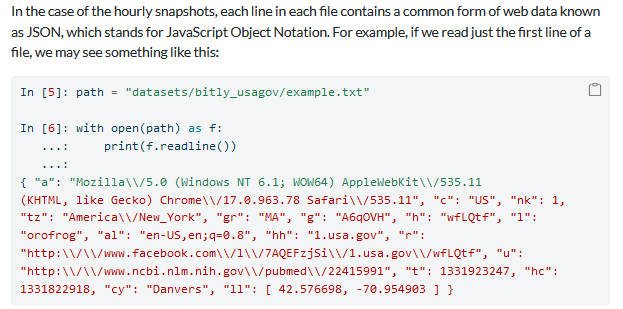 In the case of the hourly snapshots, each line in each file contains a common form of web data known
as JSON, which stands for JavaScript Object Notation. For example, if we read just the first line of a
file, we may see something like this:
In [5]: path = "datasets/bitly_usagov/example.txt"
In [6]: with open(path) as f:
   ...:     print(f.readline())
   ...:
{ "a": "Mozilla\\/5.0 (Windows NT 6.1; WOW64) AppleWebKit\\/535.11
(KHTML, like Gecko) Chrome\\/17.0.963.78 Safari\\/535.11", "c": "US", "nk": 1,
"tz": "America\\/New_York", "gr": "MA", "g": "A6qOVH", "h": "wfLQtf", "l":
"orofrog", "al": "en-US,en;q=0.8", "hh": "1.usa.gov", "r":
"http:\\/\\/www.facebook.com\\/l\\/7AQEFzjSi\\/1.usa.gov\\/wfLQtf", "u":
"http:\\/\\/www.ncbi.nlm.nih.gov\\/pubmed\\/22415991", "t": 1331923247, "hc":
1331822918, "cy": "Danvers", "ll": [ 42.576698, -70.954903 ] }